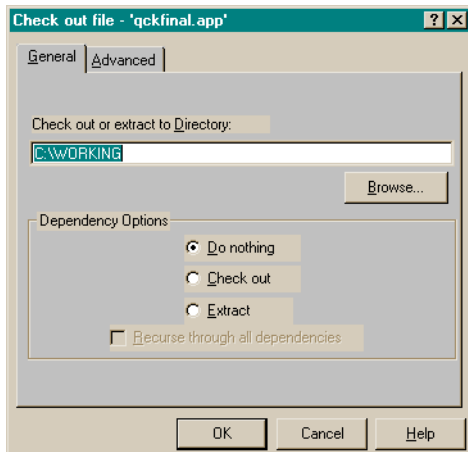 Check out file - 'qckfinal.app'
General Advanced
Check out or extract to Directory:
C:\WORKING
Browse...
Dependency Options
Do nothing
Check out
Extract
Recurse through all dependencies
OK Cancel Help